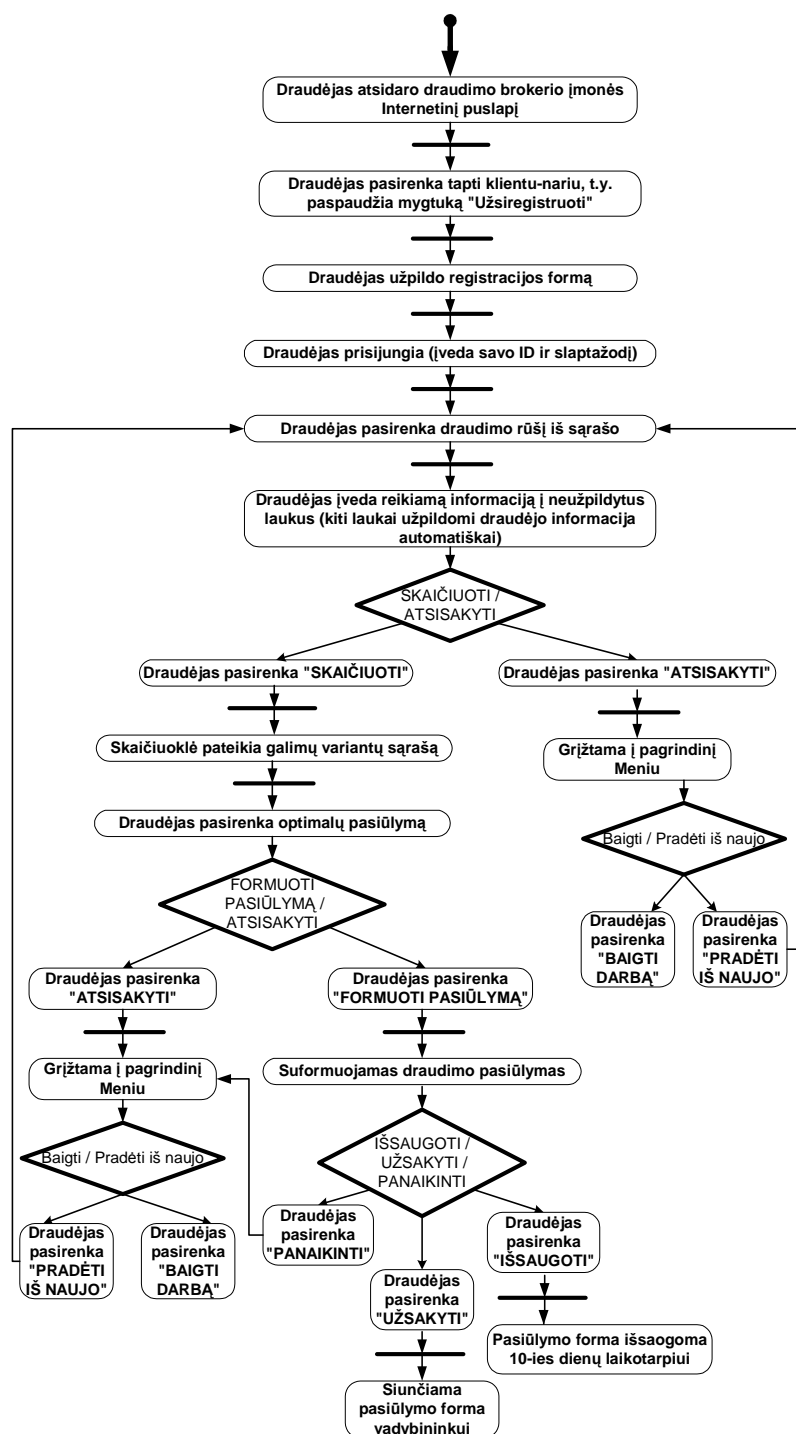 Draudėjas atsidaro draudimo brokerio įmonės
Internetinį puslapį
Draudėjas pasirenka tapti klientu-nariu, t.y.
paspaudžia mygtuką "Užsiregistruoti"
Draudėjas užpildo registracijos formą
Draudėjas prisijungia (įveda savo ID ir slaptažodį)
Draudėjas pasirenka draudimo rūšį iš sąrašo
Draudėjas įveda reikiamą informaciją į neužpildytus
laukus (kiti laukai užpildomi draudėjo informacija
automatiškai)
SKAIČIUOTI /
ATSISAKYTI
Draudėjas pasirenka "SKAIČIUOTI"
Draudėjas pasirenka "ATSISAKYTI"
Skaičiuoklė pateikia galimų variantų sąrašą
Grįžtama į pagrindinį
Meniu
Draudėjas pasirenka optimalų pasiūlymą
Baigti / Pradėti iš naujo
FORMUOTI
PASIŪLYMĄ /
ATSISAKYTI
Draudėjas
pasirenka
"BAIGTI
DARBĄ"
Draudėjas
pasirenka
"PRADĖTI
IŠ NAUJO"
Draudėjas pasirenka
"ATSISAKYTI"
Draudėjas pasirenka
"FORMUOTI PASIŪLYMĄ"
Grįžtama į pagrindinį
Meniu
Suformuojamas draudimo pasiūlymas
Baigti / Pradėti iš naujo
IŠSAUGOTI /
UŽSAKYTI /
PANAIKINTI
Draudėjas
pasirenka
"PRADĖTI
IŠ NAUJO"
Draudėjas
pasirenka
"BAIGTI
DARBĄ"
Draudėjas
pasirenka
"PANAIKINTI"
Draudėjas
pasirenka
"IŠSAUGOTI"
Draudėjas
pasirenka
"UŽSAKYTI"
Pasiūlymo forma išsaogoma
10-ies dienų laikotarpiui
Siunčiama
pasiūlymo forma
vadybininkui